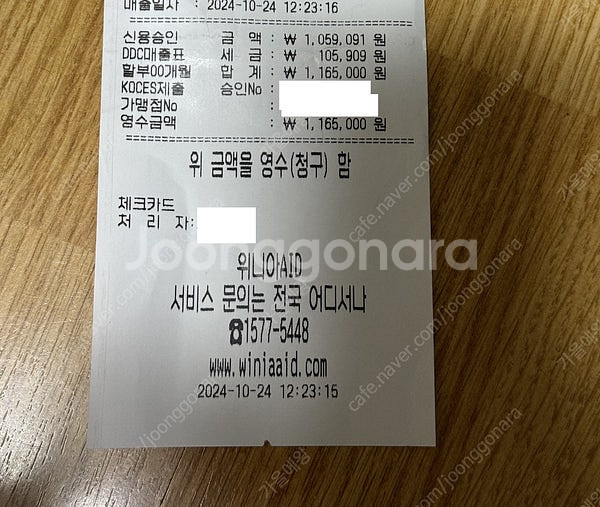 매출일시 : 2024-10-24 12:23:16
신용승인 금 액 : ₩ 1,059,091 원
DDC매출표 세 금 : ₩ 105,909 원
할부00개월 합 계 : ₩ 1,165,000 원
KOCES제출 승인No :
가맹점No :
영수금액 : ₩ 1,165,000 원
위 금액을 영수(청구) 함
체크카드
처 리 자:
위니아AID
서비스 문의는 전국 어디서나
☎1577-5448
www.winiaaid.com
2024-10-24 12:23:15
Joonggonara
cafe.naver.com/joonggonara